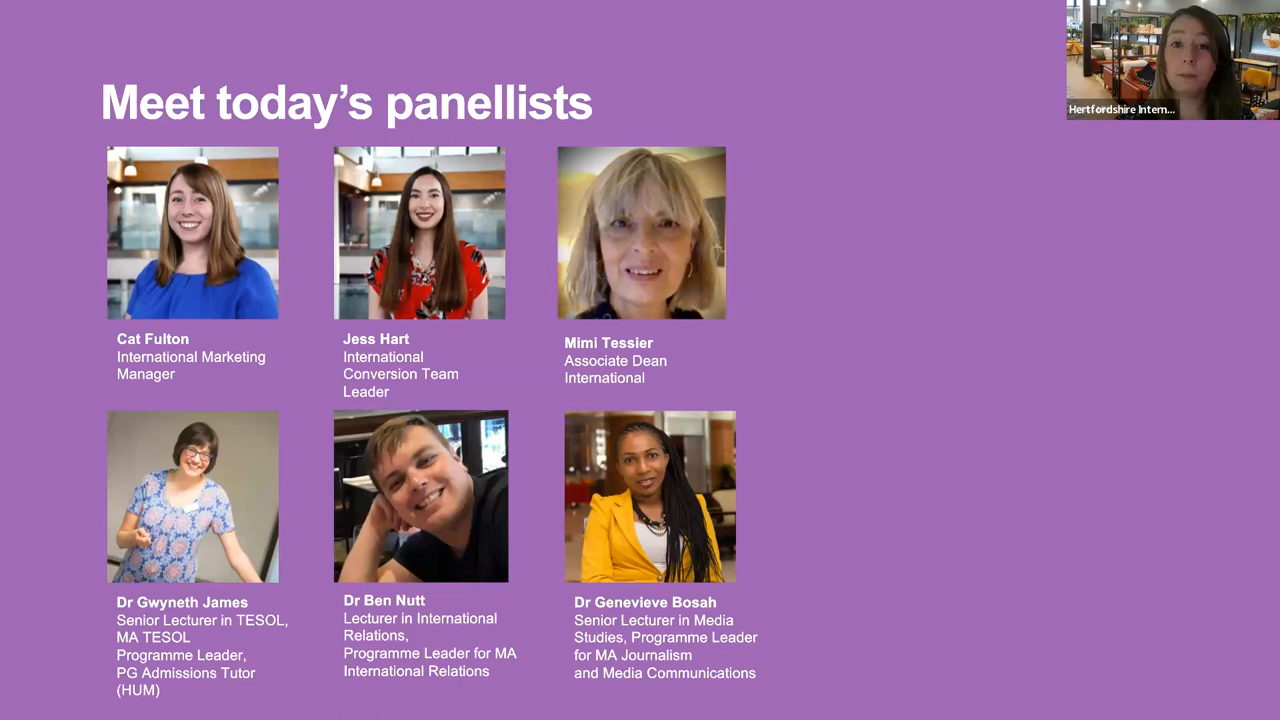 Meet today's panellists
Hertfordshire Intern...
Cat Fulton
International Marketing
Manager
Jess Hart
International
Conversion Team
Leader
Mimi Tessier
Associate Dean
International
Dr Gwyneth James
Senior Lecturer in TESOL,
MA TESOL
Programme Leader,
PG Admissions Tutor
(HUM)
Dr Ben Nutt
Lecturer in International
Relations,
Programme Leader for MA
International Relations
Dr Genevieve Bosah
Senior Lecturer in Media
Studies, Programme Leader
for MA Journalism
and Media Communications